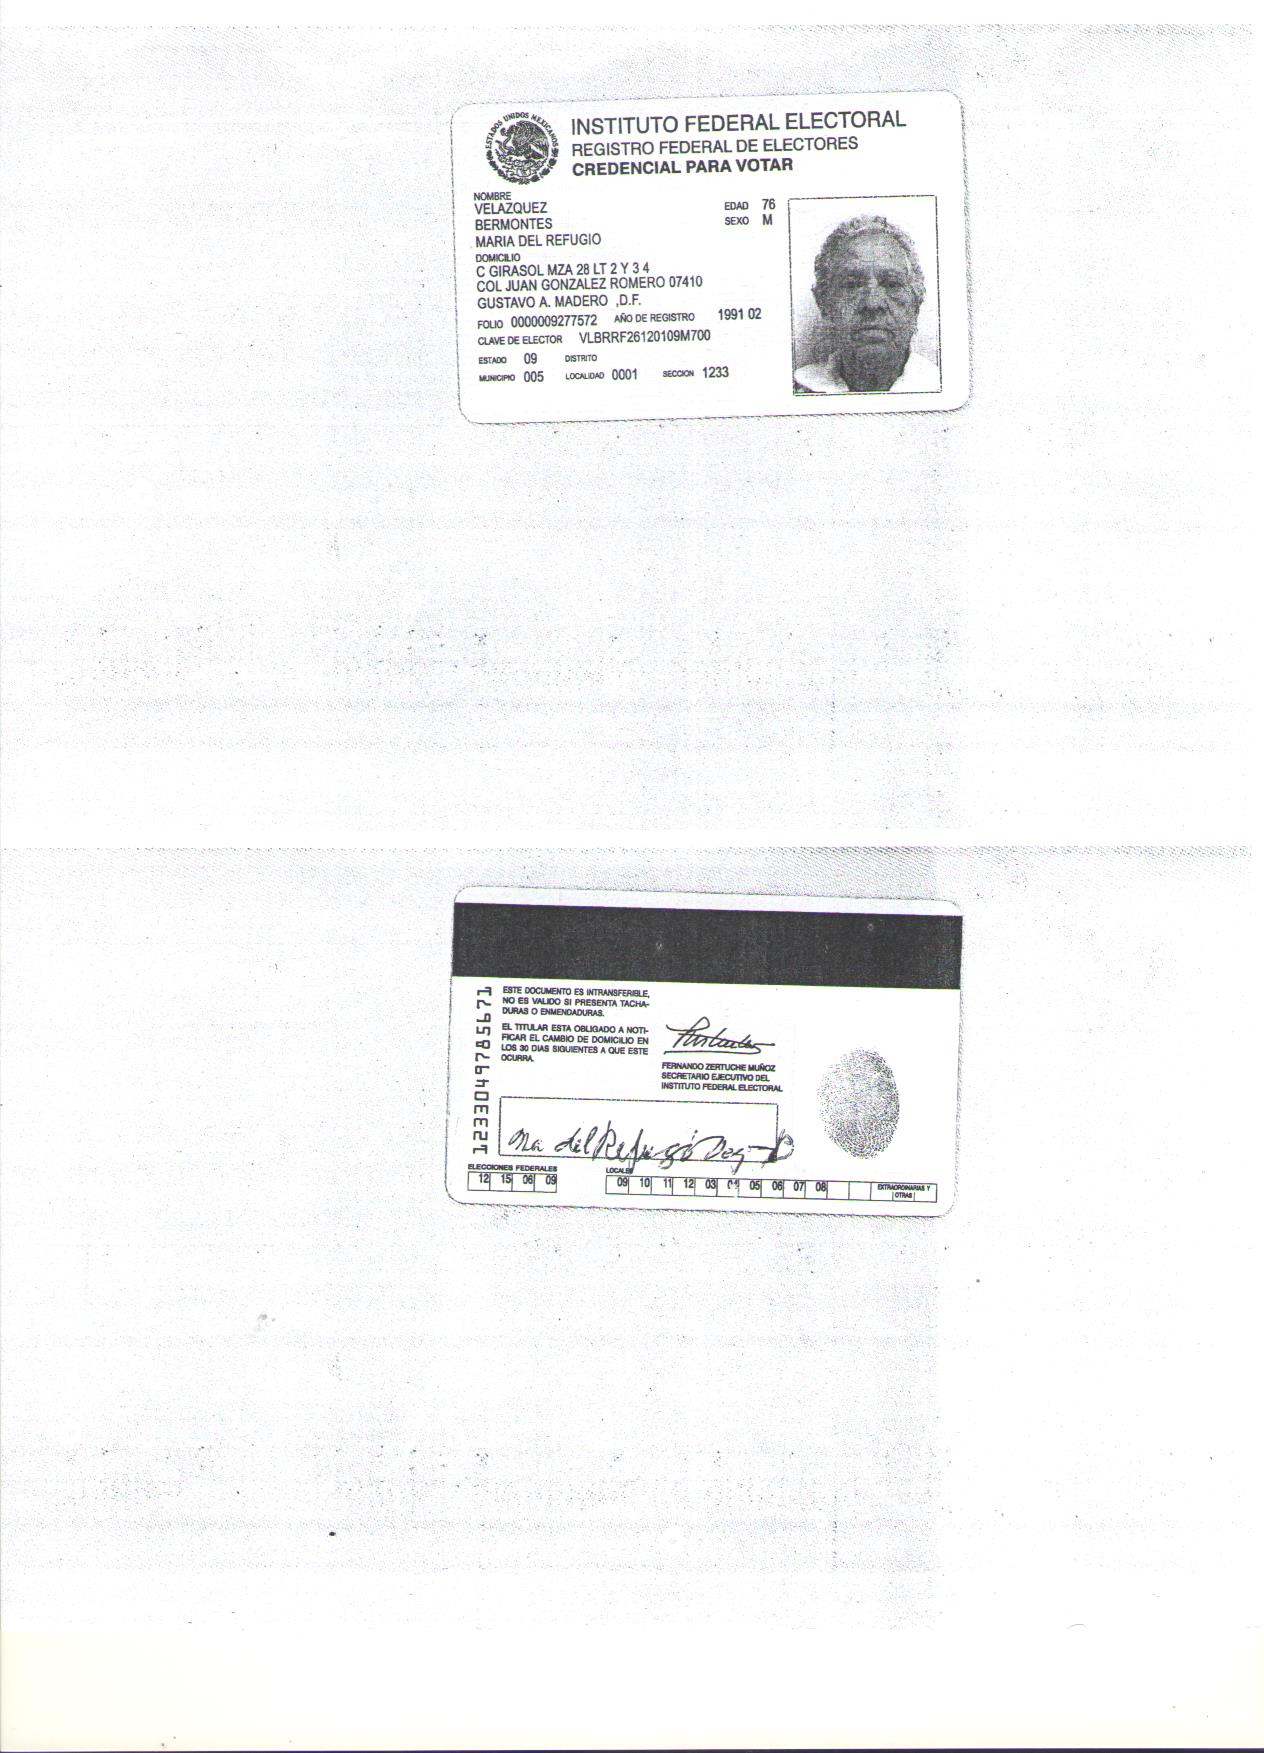 ESTADOS UNIDOS MEXICANOS
INSTITUTO FEDERAL ELECTORAL
REGISTRO FEDERAL DE ELECTORES
CREDENCIAL PARA VOTAR
NOMBRE
VELAZQUEZ
BERMONTES
MARIA DEL REFUGIO
EDAD 76
SEXO M
DOMICILIO
C GIRASOL MZA 28 LT 2 Y 3 4
COL JUAN GONZALEZ ROMERO 07410
GUSTAVO A. MADERO ,D.F.
FOLIO 0000009277572 AÑO DE REGISTRO 1991 02
CLAVE DE ELECTOR VLBRRF26120109M700
ESTADO 09 DISTRITO
MUNICIPIO 005 LOCALIDAD 0001 SECCION 1233
ESTE DOCUMENTO ES INTRANSFERIBLE,
NO ES VALIDO SI PRESENTA TACHA-
DURAS O ENMENDADURAS.
EL TITULAR ESTA OBLIGADO A NOTI-
FICAR EL CAMBIO DE DOMICILIO EN
LOS 30 DIAS SIGUIENTES A QUE ESTE
OCURRA.
FERNANDO ZERTUCHE MUÑOZ
SECRETARIO EJECUTIVO DEL
INSTITUTO FEDERAL ELECTORAL
Ma del Refugio
ELECCIONES FEDERALES
12 15 06 09
LOCALES
09 10 11 12 03 04 05 06 07 08
EXTRAORDINARIAS Y
OTRAS